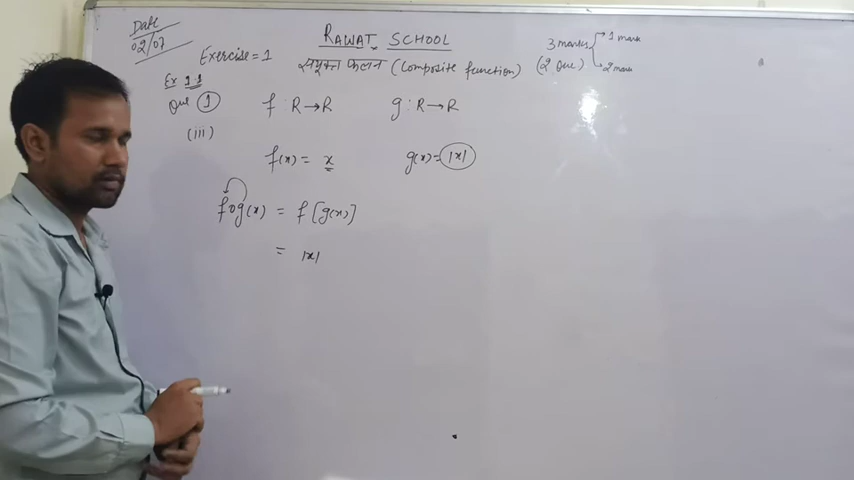 Date
02/07
RAWAT SCHOOL
Exercise = 1
संयुक्त फलन (Composite function)
3 marks → 1 mark
(2 Que) → 2 mark
Ex 1.1
Que 1 f : R → R g : R → R
(iii)
f(x) = x g(x) = |x|
fog(x) = f[g(x)]
= |x|